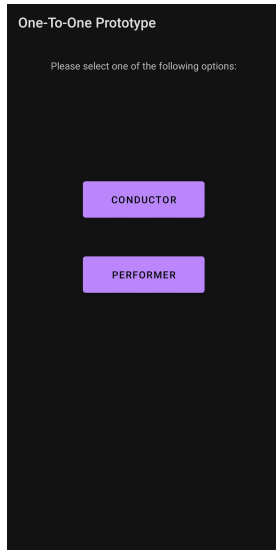 One-To-One Prototype
Please select one of the following options:
CONDUCTOR
PERFORMER